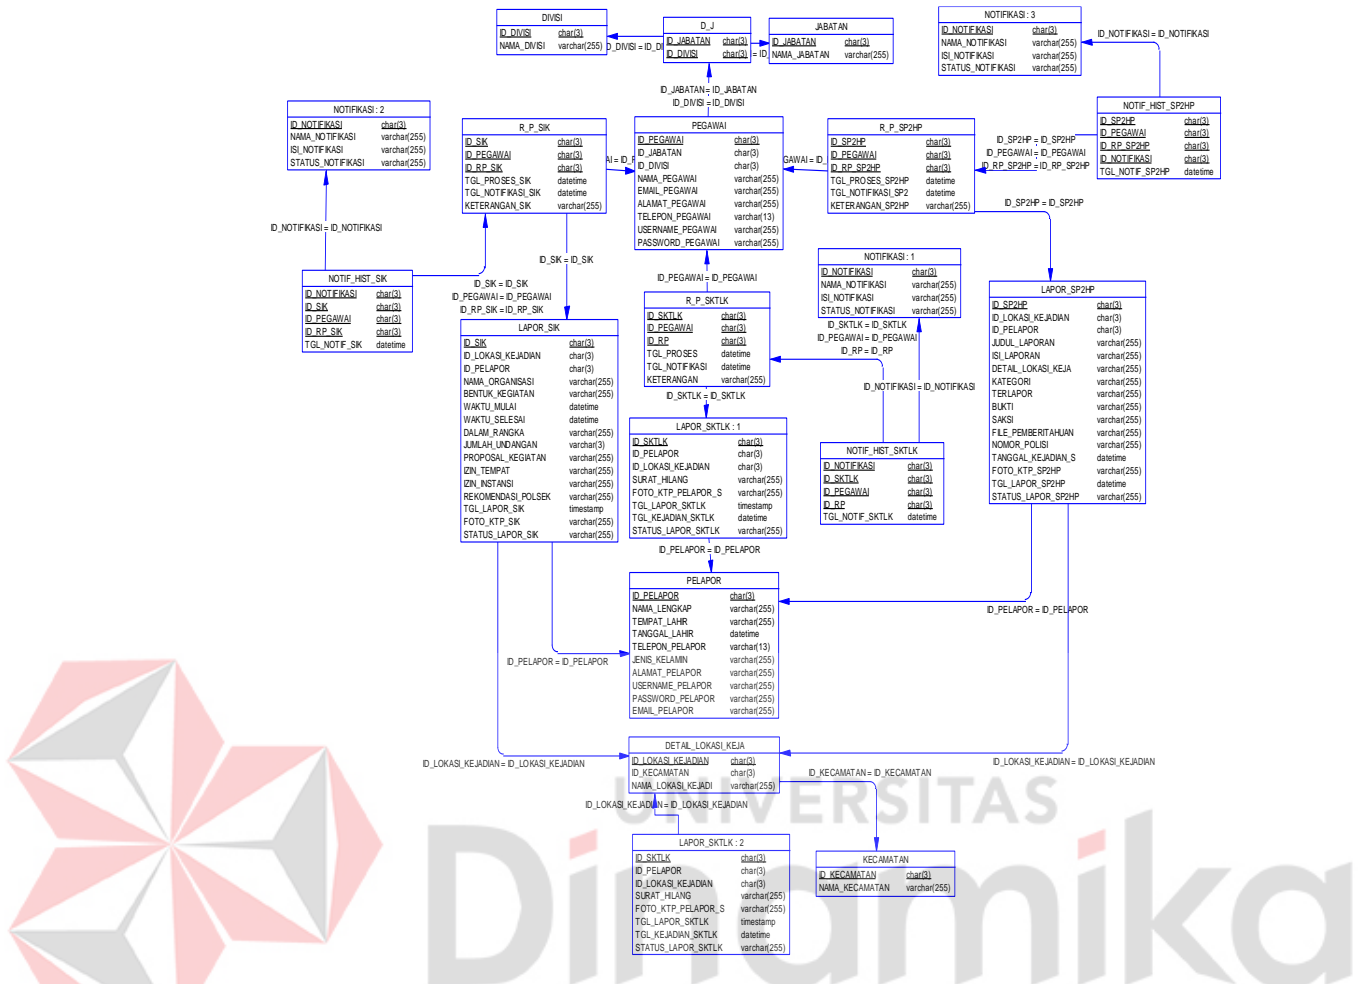 DIVISI
ID_DIVISI char(3)
NAMA_DIVISI varchar(255)
D_J
ID_JABATAN char(3)
ID_DIVISI char(3)
JABATAN
ID_JABATAN char(3)
NAMA_JABATAN varchar(255)
NOTIFIKASI : 3
ID_NOTIFIKASI char(3)
NAMA_NOTIFIKASI varchar(255)
ISI_NOTIFIKASI varchar(255)
STATUS_NOTIFIKASI varchar(255)
ID_NOTIFIKASI = ID_NOTIFIKASI
ID_JABATAN = ID_JABATAN
ID_DIVISI = ID_DIVISI
NOTIFIKASI : 2
ID_NOTIFIKASI char(3)
NAMA_NOTIFIKASI varchar(255)
ISI_NOTIFIKASI varchar(255)
STATUS_NOTIFIKASI varchar(255)
R_P_SIK
ID_SIK char(3)
ID_PEGAWAI char(3)
ID_RP_SIK char(3)
TGL_PROSES_SIK datetime
TGL_NOTIFIKASI_SIK datetime
KETERANGAN_SIK varchar(255)
PEGAWAI
ID_PEGAWAI char(3)
ID_JABATAN char(3)
ID_DIVISI char(3)
NAMA_PEGAWAI varchar(255)
EMAIL_PEGAWAI varchar(255)
ALAMAT_PEGAWAI varchar(255)
TELEPON_PEGAWAI varchar(13)
USERNAME_PEGAWAI varchar(255)
PASSWORD_PEGAWAI varchar(255)
R_P_SP2HP
ID_SP2HP char(3)
ID_PEGAWAI char(3)
ID_RP_SP2HP char(3)
TGL_PROSES_SP2HP datetime
TGL_NOTIFIKASI_SP2 datetime
KETERANGAN_SP2HP varchar(255)
NOTIF_HIST_SP2HP
ID_SP2HP char(3)
ID_PEGAWAI char(3)
ID_RP_SP2HP char(3)
ID_NOTIFIKASI char(3)
TGL_NOTIF_SP2HP datetime
ID_SP2HP = ID_SP2HP
ID_PEGAWAI = ID_PEGAWAI
ID_RP_SP2HP = ID_RP_SP2HP
ID_SP2HP = ID_SP2HP
ID_NOTIFIKASI = ID_NOTIFIKASI
ID_SIK = ID_SIK
ID_PEGAWAI = ID_PEGAWAI
NOTIF_HIST_SIK
ID_NOTIFIKASI char(3)
ID_SIK char(3)
ID_PEGAWAI char(3)
ID_RP_SIK char(3)
TGL_NOTIF_SIK datetime
ID_SIK = ID_SIK
ID_PEGAWAI = ID_PEGAWAI
ID_RP_SIK = ID_RP_SIK
NOTIFIKASI : 1
ID_NOTIFIKASI char(3)
NAMA_NOTIFIKASI varchar(255)
ISI_NOTIFIKASI varchar(255)
STATUS_NOTIFIKASI varchar(255)
R_P_SKTLK
ID_SKTLK char(3)
ID_PEGAWAI char(3)
ID_RP char(3)
TGL_PROSES datetime
TGL_NOTIFIKASI datetime
KETERANGAN varchar(255)
ID_SKTLK = ID_SKTLK
ID_PEGAWAI = ID_PEGAWAI
ID_RP = ID_RP
ID_NOTIFIKASI = ID_NOTIFIKASI
ID_SKTLK = ID_SKTLK
LAPOR_SIK
ID_SIK char(3)
ID_LOKASI_KEJADIAN char(3)
ID_PELAPOR char(3)
NAMA_ORGANISASI varchar(255)
BENTUK_KEGIATAN varchar(255)
WAKTU_MULAI datetime
WAKTU_SELESAI datetime
DALAM_RANGKA varchar(255)
JUMLAH_UNDANGAN varchar(3)
PROPOSAL_KEGIATAN varchar(255)
IZIN_TEMPAT varchar(255)
IZIN_INSTANSI varchar(255)
REKOMENDASI_POLSEK varchar(255)
TGL_LAPOR_SIK timestamp
FOTO_KTP_SIK varchar(255)
STATUS_LAPOR_SIK varchar(255)
LAPOR_SP2HP
ID_SP2HP char(3)
ID_LOKASI_KEJADIAN char(3)
ID_PELAPOR char(3)
JUDUL_LAPORAN varchar(255)
ISI_LAPORAN varchar(255)
DETAIL_LOKASI_KEJA varchar(255)
KATEGORI varchar(255)
TERLAPOR varchar(255)
BUKTI varchar(255)
SAKSI varchar(255)
FILE_PEMBERITAHUAN varchar(255)
NOMOR_POLISI varchar(255)
TANGGAL_KEJADIAN_S datetime
FOTO_KTP_SP2HP varchar(255)
TGL_LAPOR_SP2HP datetime
STATUS_LAPOR_SP2HP varchar(255)
LAPOR_SKTLK : 1
ID_SKTLK char(3)
ID_PELAPOR char(3)
ID_LOKASI_KEJADIAN char(3)
SURAT_HILANG varchar(255)
FOTO_KTP_PELAPOR_S varchar(255)
TGL_LAPOR_SKTLK timestamp
TGL_KEJADIAN_SKTLK datetime
STATUS_LAPOR_SKTLK varchar(255)
NOTIF_HIST_SKTLK
ID_NOTIFIKASI char(3)
ID_SKTLK char(3)
ID_PEGAWAI char(3)
ID_RP char(3)
TGL_NOTIF_SKTLK datetime
ID_PELAPOR = ID_PELAPOR
PELAPOR
ID_PELAPOR char(3)
NAMA_LENGKAP varchar(255)
TEMPAT_LAHIR varchar(255)
TANGGAL_LAHIR datetime
TELEPON_PELAPOR varchar(13)
JENIS_KELAMIN varchar(255)
ALAMAT_PELAPOR varchar(255)
USERNAME_PELAPOR varchar(255)
PASSWORD_PELAPOR varchar(255)
EMAIL_PELAPOR varchar(255)
ID_PELAPOR = ID_PELAPOR
ID_PELAPOR = ID_PELAPOR
DETAIL_LOKASI_KEJA
ID_LOKASI_KEJADIAN char(3)
ID_KECAMATAN char(3)
NAMA_LOKASI_KEJADI varchar(255)
ID_LOKASI_KEJADIAN = ID_LOKASI_KEJADIAN
ID_LOKASI_KEJADIAN = ID_LOKASI_KEJADIAN
ID_KECAMATAN = ID_KECAMATAN
ID_LOKASI_KEJADIAN = ID_LOKASI_KEJADIAN
LAPOR_SKTLK : 2
ID_SKTLK char(3)
ID_PELAPOR char(3)
ID_LOKASI_KEJADIAN char(3)
SURAT_HILANG varchar(255)
FOTO_KTP_PELAPOR_S varchar(255)
TGL_LAPOR_SKTLK timestamp
TGL_KEJADIAN_SKTLK datetime
STATUS_LAPOR_SKTLK varchar(255)
KECAMATAN
ID_KECAMATAN char(3)
NAMA_KECAMATAN varchar(255)
UNIVERSITAS
Dinamika